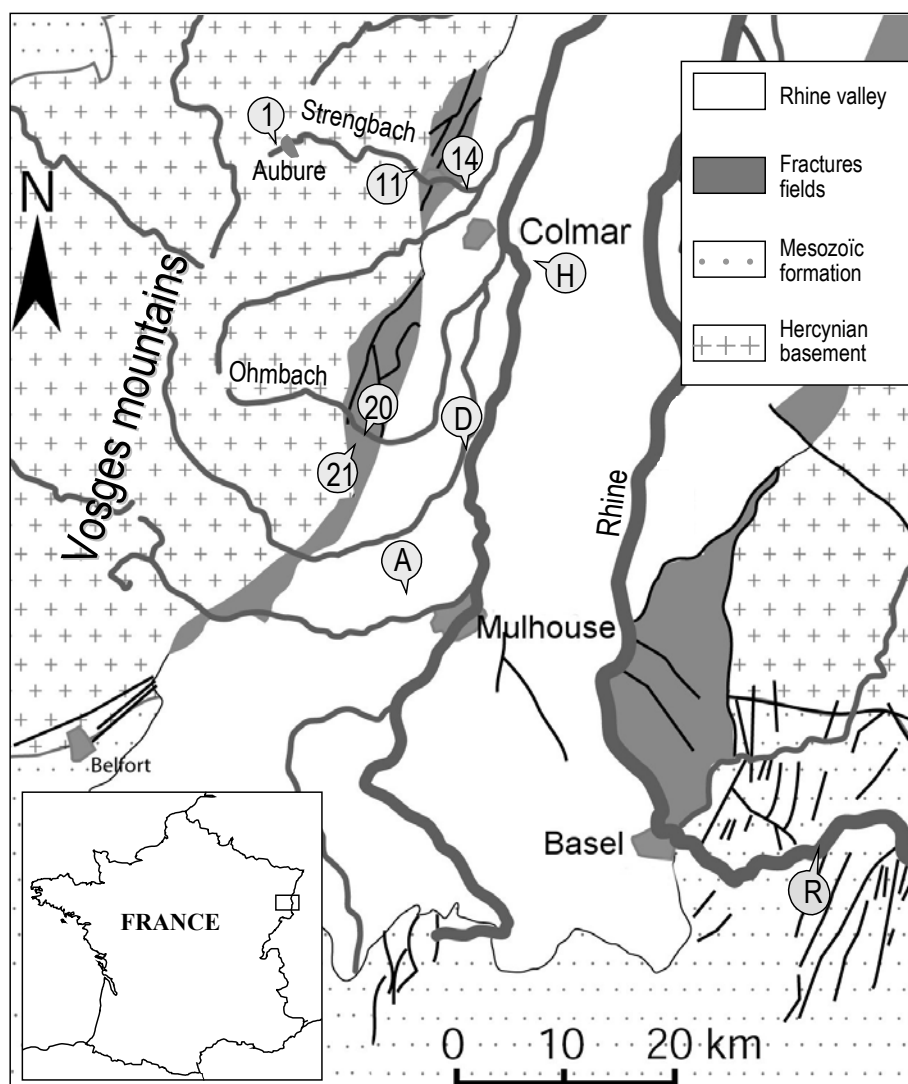 1
Strengbach
Aubure
11
14
N
Colmar
H
Vosges mountains
Ohmbach
20
21
D
Rhine
A
Mulhouse
Belfort
Basel
R
FRANCE
0 10 20 km
Rhine valley
Fractures
fields
Mesozoïc
formation
Hercynian
basement